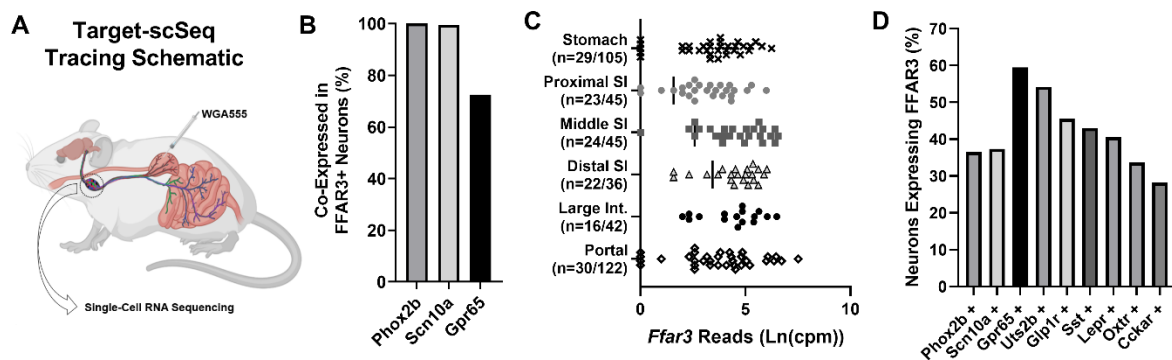 A
Target-scSeq
Tracing Schematic
WGA555
Single-Cell RNA Sequencing
B
Co-Expressed in
FFAR3+ Neurons (%)
100
80
60
40
20
0
Phox2b
Scn10a
Gpr65
C
Stomach
(n=29/105)
Proximal SI
(n=23/45)
Middle SI
(n=24/45)
Distal SI
(n=22/36)
Large Int.
(n=16/42)
Portal
(n=30/122)
0
5
10
Ffar3 Reads (Ln(cpm))
D
Neurons Expressing FFAR3 (%)
70
60
50
40
30
20
10
0
Phox2b +
Scn10a +
Gpr65 +
Uts2b +
Glp1r +
Sst +
Lepr +
Oxtr +
Cckar +